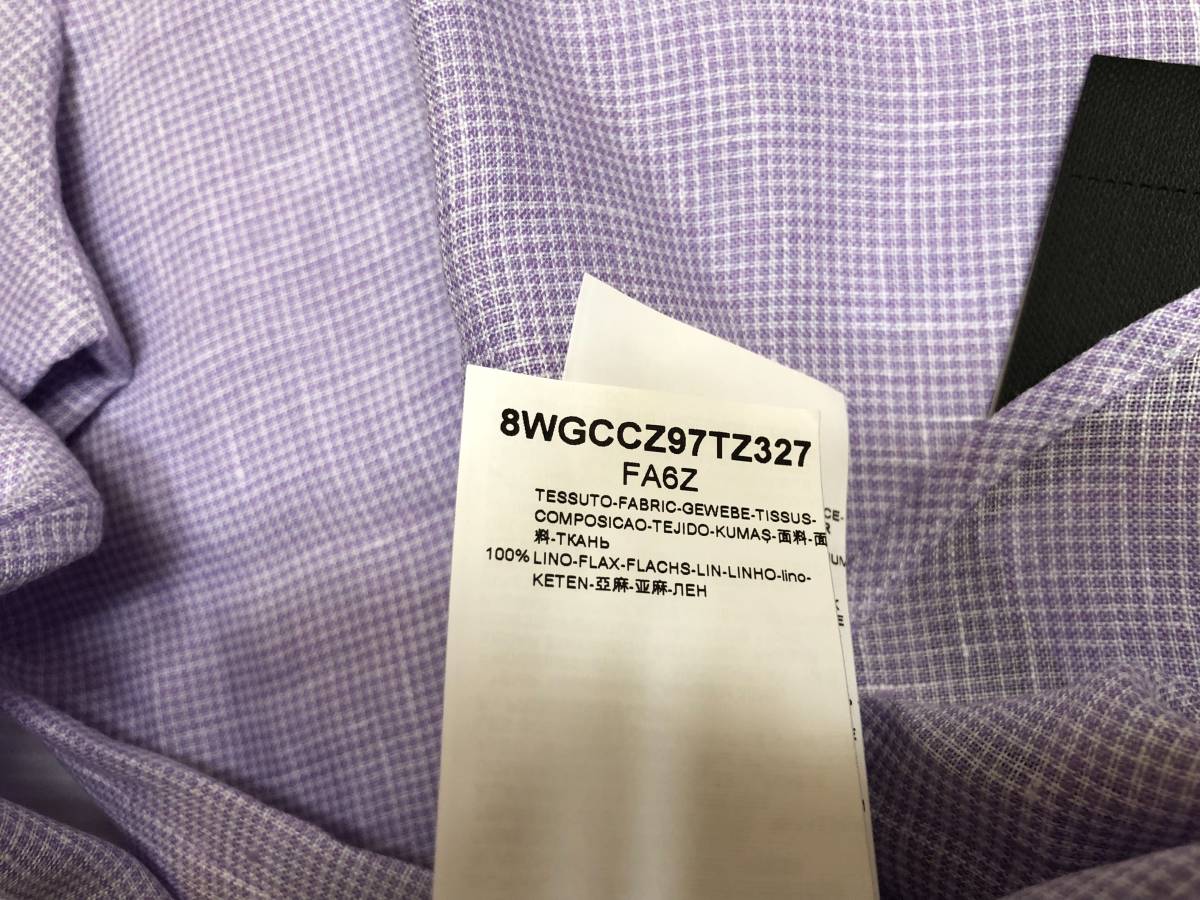 8WGCCZ97TZ327
FA6Z
TESSUTO-FABRIC-GEWEBE-TISSUS-
COMPOSICAO-TEJIDO-KUMAŞ-面料-面
料-ТКАНЬ
100% LINO-FLAX-FLACHS-LIN-LINHO-lino-
KETEN-亞麻-亚麻-ЛЕН